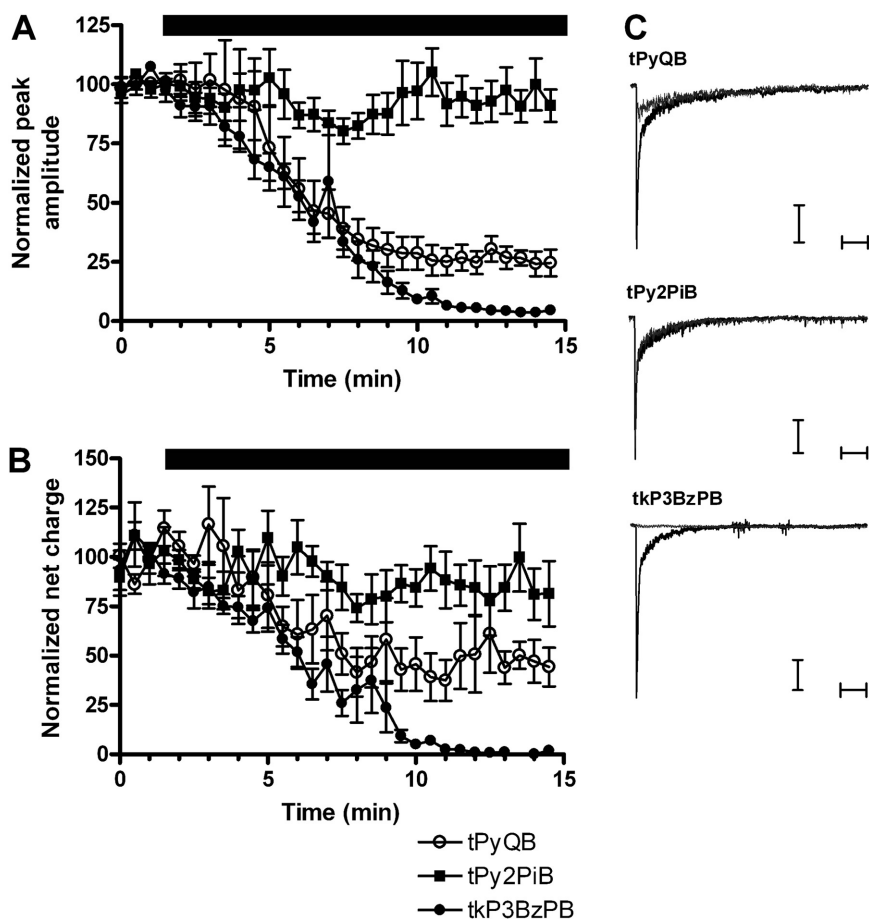 A
125
100
75
50
25
0
Normalized peak
amplitude
0 5 10 15
Time (min)
B
150
125
100
75
50
25
0
Normalized net charge
0 5 10 15
Time (min)
tPyQB
tPy2PiB
tkP3BzPB
C
tPyQB
tPy2PiB
tkP3BzPB